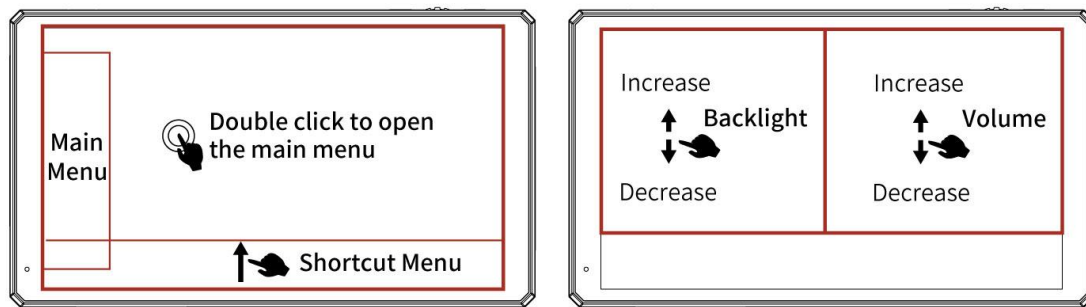 Main
Menu
Double click to open
the main menu
Shortcut Menu
Increase
Backlight
Decrease
Increase
Volume
Decrease